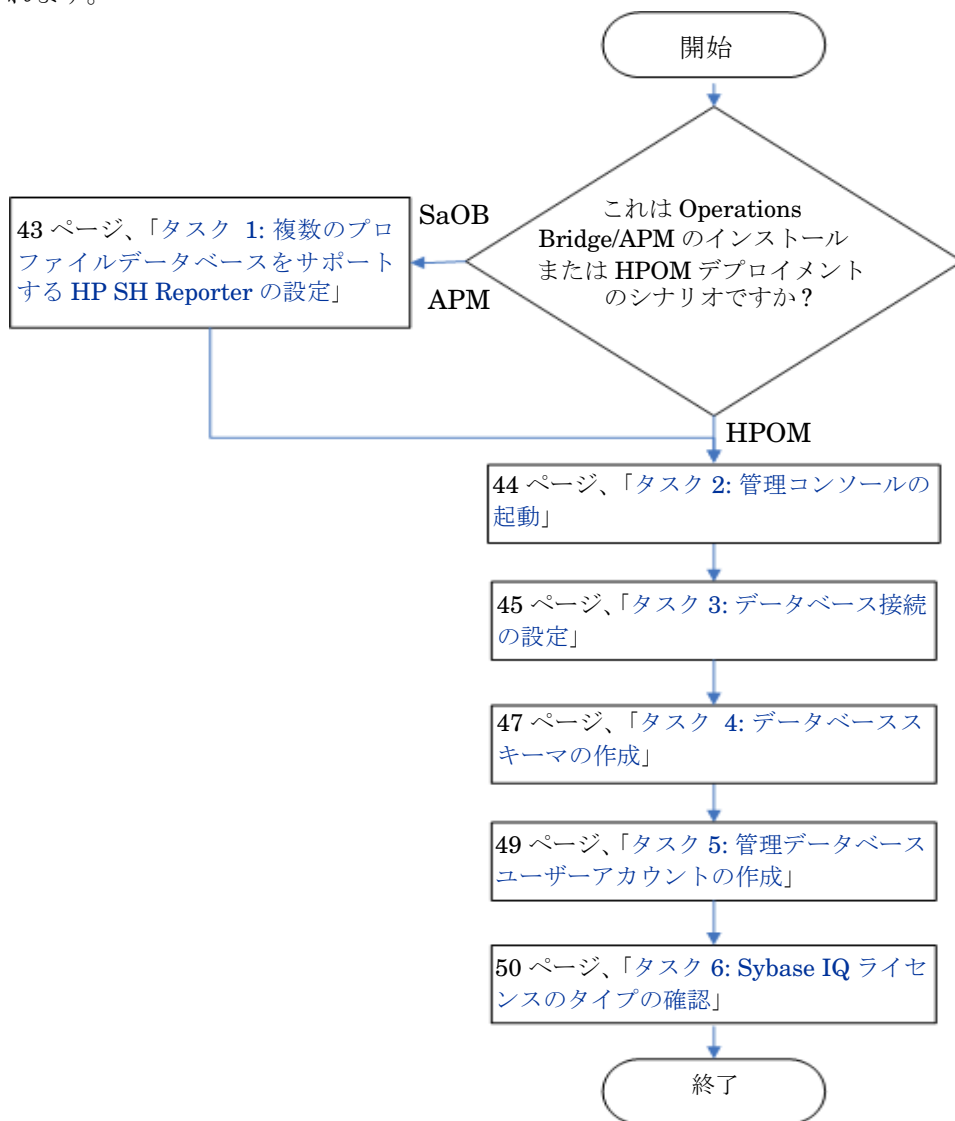 れます。
開始
これは Operations
Bridge/APM のインストール
または HPOM デプロイメント
のシナリオですか ?
SaOB
APM
43 ページ、「タスク 1: 複数のプロ
ファイルデータベースをサポート
する HP SH Reporter の設定」
HPOM
44 ページ、「タスク 2: 管理コンソールの
起動」
45 ページ、「タスク 3: データベース接続
の設定」
47 ページ、「タスク 4: データベースス
キーマの作成」
49 ページ、「タスク 5: 管理データベース
ユーザーアカウントの作成」
50 ページ、「タスク 6: Sybase IQ ライセ
ンスのタイプの確認」
終了